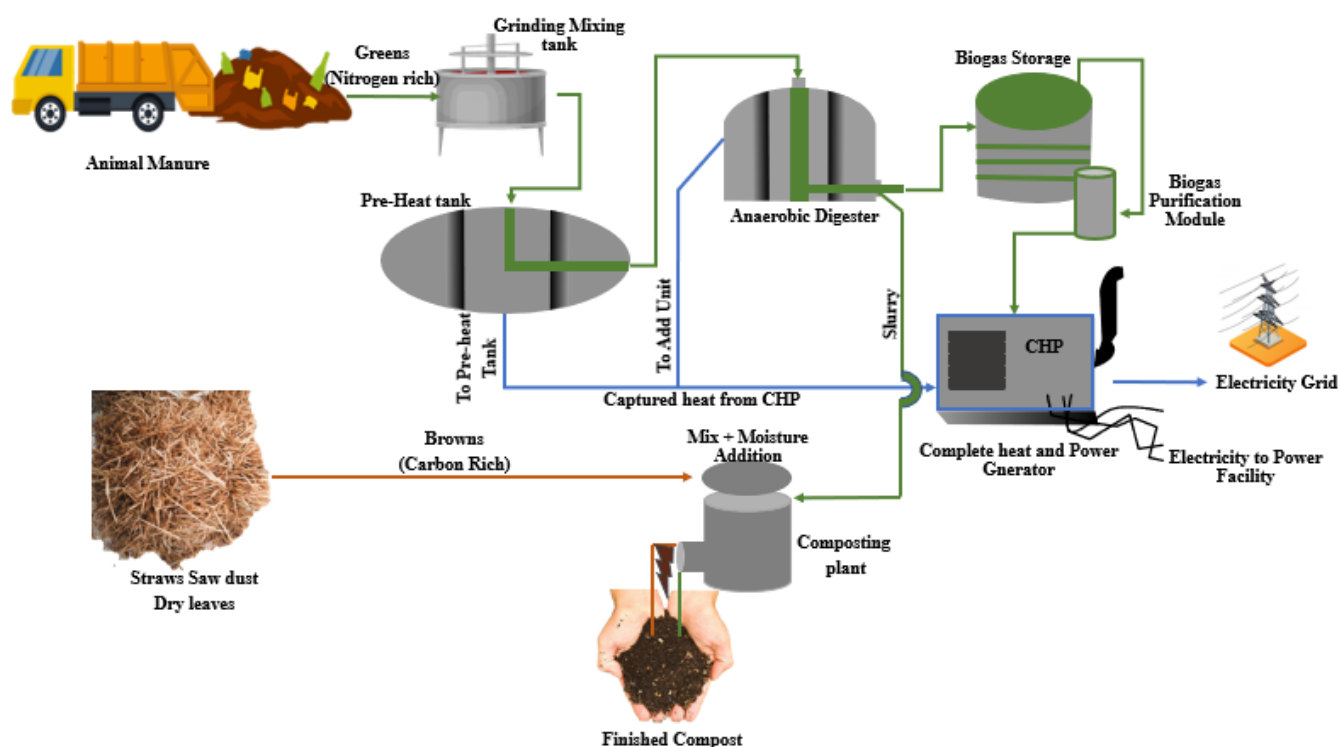 Grinding Mixing
tank
Greens
(Nitrogen rich)
Animal Manure
Biogas Storage
Biogas
Purification
Module
Pre-Heat tank
Anaerobic Digester
To Pre-heat
Tank
To Add Unit
Slurry
CHP
Electricity Grid
Captured heat from CHP
Browns
(Carbon Rich)
Mix + Moisture
Addition
Complete heat and Power
Gnerator
Electricity to Power
Facility
Straws Saw dust
Dry leaves
Composting
plant
Finished Compost